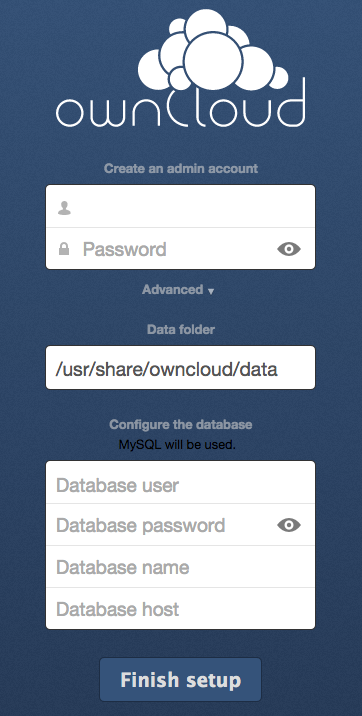 ownCloud
Create an admin account
Password
Advanced ▼
Data folder
/usr/share/owncloud/data
Configure the database
MySQL will be used.
Database user
Database password
Database name
Database host
Finish setup